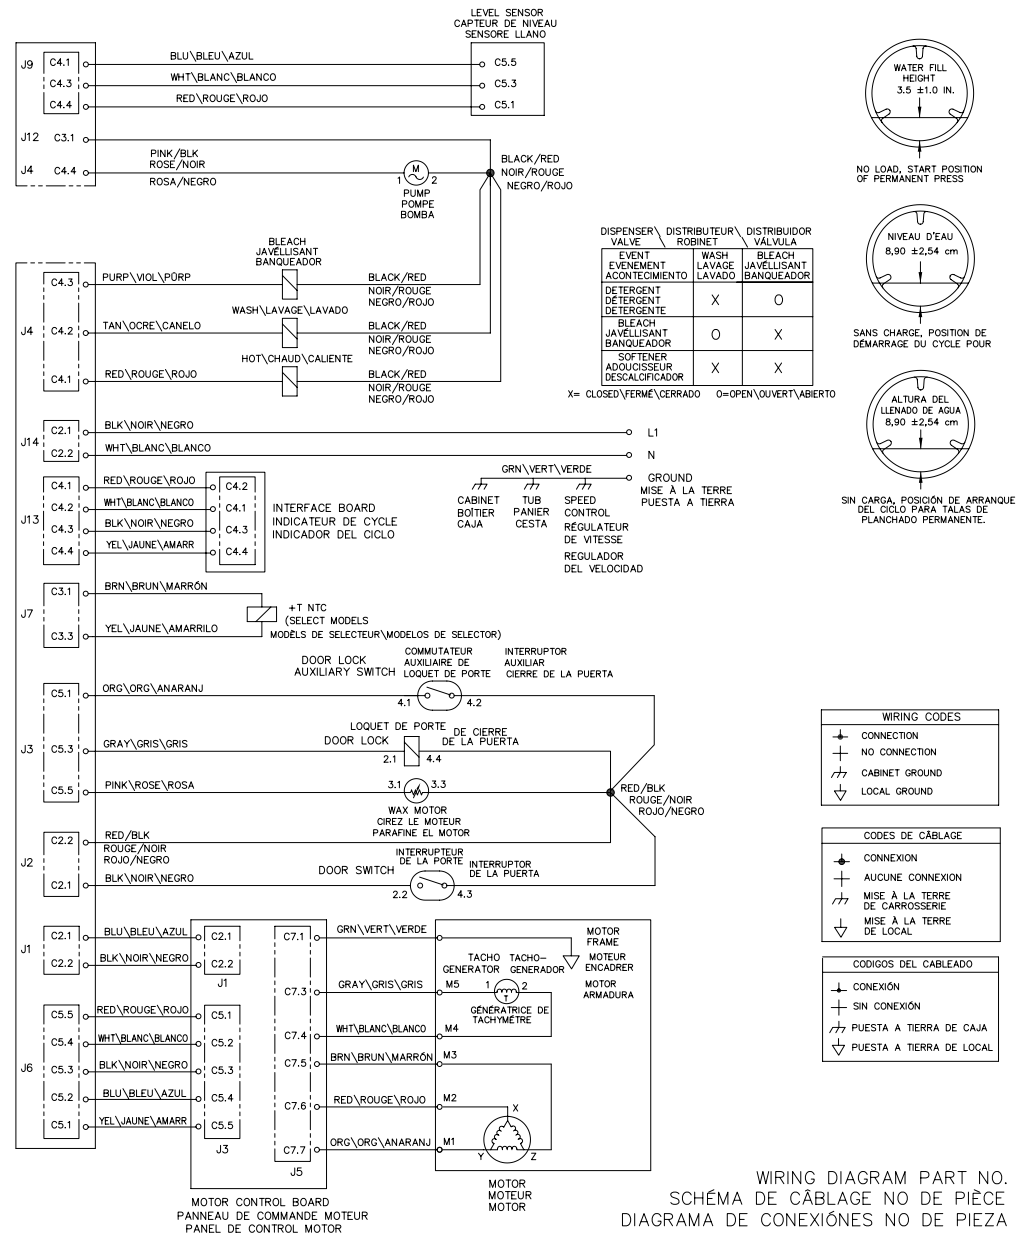 LEVEL SENSOR
CAPTEUR DE NIVEAU
SENSORE LLANO
J9
C4.1
BLU\BLEU\AZUL
C5.5
C4.3
WHT\BLANC\BLANCO
C5.3
C4.4
RED\ROUGE\ROJO
C5.1
J12
C3.1
J4
C4.4
PINK/BLK
ROSE/NOIR
ROSA/NEGRO
M
1
2
PUMP
POMPE
BOMBA
BLACK/RED
NOIR/ROUGE
NEGRO/ROJO
J4
C4.3
PURP\VIOL\PÛRP
BLEACH
JAVÉLLISANT
BANQUEADOR
BLACK/RED
NOIR/ROUGE
NEGRO/ROJO
C4.2
TAN\OCRE\CANELO
WASH\LAVAGE\LAVADO
BLACK/RED
NOIR/ROUGE
NEGRO/ROJO
C4.1
RED\ROUGE\ROJO
HOT\CHAUD\CALIENTE
BLACK/RED
NOIR/ROUGE
NEGRO/ROJO
DISPENSER\ DISTRIBUTEUR\ DISTRIBUIDOR
VALVE ROBINET VÁLVULA
EVENT
EVENEMENT
ACONTECIMIENTO
WASH
LAVAGE
LAVADO
BLEACH
JAVÉLLISANT
BANQUEADOR
DETERGENT
DÉTERGENT
DETERGENTE
X
O
BLEACH
JAVÉLLISANT
BANQUEADOR
O
X
SOFTENER
ADOUCISSEUR
DESCALCIFICADOR
X
X
X= CLOSED\FERMÉ\CERRADO O=OPEN\OUVERT\ABIERTO
WATER FILL
HEIGHT
3.5 ±1.0 IN.
NO LOAD, START POSITION
OF PERMANENT PRESS
NIVEAU D'EAU
8,90 ±2,54 cm
SANS CHARGE, POSITION DE
DÉMARRAGE DU CYCLE POUR
ALTURA DEL
LLENADO DE AGUA
8,90 ±2,54 cm
SIN CARGA, POSICIÓN DE ARRANQUE
DEL CICLO PARA TALAS DE
PLANCHADO PERMANENTE.
J14
C2.1
BLK\NOIR\NEGRO
L1
C2.2
WHT\BLANC\BLANCO
N
GRN\VERT\VERDE
GROUND
MISE À LA TERRE
PUESTA A TIERRA
CABINET
BOÎTIER
CAJA
TUB
PANIER
CESTA
SPEED
CONTROL
RÉGULATEUR
DE VITESSE
REGULADOR
DEL VELOCIDAD
J13
C4.1
RED\ROUGE\ROJO
C4.2
C4.2
WHT\BLANC\BLANCO
C4.1
C4.3
BLK\NOIR\NEGRO
C4.3
C4.4
YEL\JAUNE\AMARR
C4.4
INTERFACE BOARD
INDICATEUR DE CYCLE
INDICADOR DEL CICLO
J7
C3.1
BRN\BRUN\MARRÓN
C3.3
YEL\JAUNE\AMARRILO
+T NTC
(SELECT MODELS
MODÈLS DE SELECTEUR\MODELOS DE SELECTOR)
J3
C5.1
ORG\ORG\ANARANJ
DOOR LOCK
AUXILIARY SWITCH
COMMUTATEUR
AUXILIAIRE DE
LOQUET DE PORTE
INTERRUPTOR
AUXILIAR
CIERRE DE LA PUERTA
4.1
4.2
C5.3
GRAY\GRIS\GRIS
LOQUET DE PORTE
DOOR LOCK
DE CIERRE
DE LA PUERTA
2.1
4.4
C5.5
PINK\ROSE\ROSA
3.1
3.3
WAX MOTOR
CIREZ LE MOTEUR
PARAFINE EL MOTOR
RED/BLK
ROUGE/NOIR
ROJO/NEGRO
J2
C2.2
RED/BLK
ROUGE/NOIR
ROJO/NEGRO
C2.1
BLK\NOIR\NEGRO
DOOR SWITCH
INTERRUPTEUR
DE LA PORTE
INTERRUPTOR
DE LA PUERTA
2.2
4.3
WIRING CODES
CONNECTION
NO CONNECTION
CABINET GROUND
LOCAL GROUND
CODES DE CÂBLAGE
CONNEXION
AUCUNE CONNEXION
MISE À LA TERRE
DE CARROSSERIE
MISE À LA TERRE
DE LOCAL
CODIGOS DEL CABLEADO
CONEXIÓN
SIN CONEXIÓN
PUESTA A TIERRA DE CAJA
PUESTA A TIERRA DE LOCAL
J1
C2.1
BLU\BLEU\AZUL
C2.1
C2.2
BLK\NOIR\NEGRO
C2.2
J1
J6
C5.5
RED\ROUGE\ROJO
C5.1
C5.4
WHT\BLANC\BLANCO
C5.2
C5.3
BLK\NOIR\NEGRO
C5.3
C5.2
BLU\BLEU\AZUL
C5.4
C5.1
YEL\JAUNE\AMARR
C5.5
J3
C7.1
GRN\VERT\VERDE
MOTOR
FRAME
MOTEUR
ENCADRER
MOTOR
ARMADURA
C7.3
GRAY\GRIS\GRIS
M5
TACHO
GENERATOR
TACHO-
GENERADOR
1
2
T
GÉNÉRATRICE DE
TACHYMÉTRE
C7.4
WHT\BLANC\BLANCO
M4
C7.5
BRN\BRUN\MARRÓN
M3
C7.6
RED\ROUGE\ROJO
M2
C7.7
ORG\ORG\ANARANJ
M1
X
Y
Z
J5
MOTOR CONTROL BOARD
PANNEAU DE COMMANDE MOTEUR
PANEL DE CONTROL MOTOR
MOTOR
MOTEUR
MOTOR
WIRING DIAGRAM PART NO.
SCHÉMA DE CÂBLAGE NO DE PIÈCE
DIAGRAMA DE CONEXIÓNES NO DE PIEZA